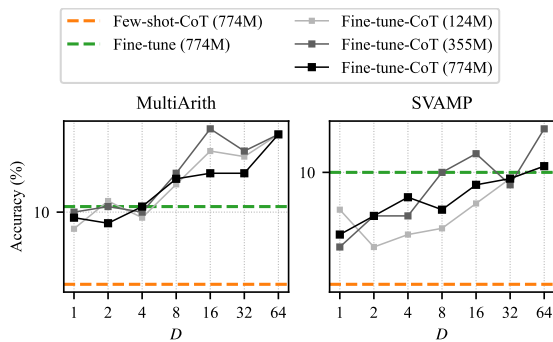 Few-shot-CoT (774M)
Fine-tune (774M)
Fine-tune-CoT (124M)
Fine-tune-CoT (355M)
Fine-tune-CoT (774M)
MultiArith
SVAMP
Accuracy (%)
10
10
1 2 4 8 16 32 64
1 2 4 8 16 32 64
D
D